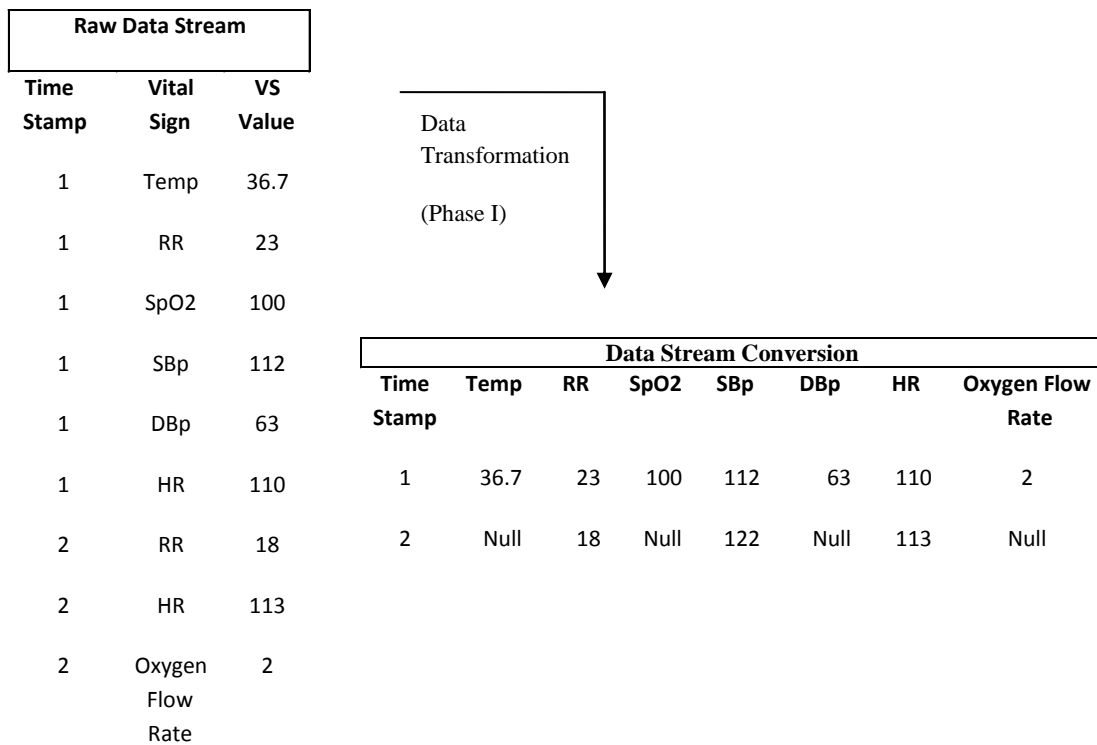 Raw Data Stream
Time Vital VS
Stamp Sign Value
1 Temp 36.7
1 RR 23
1 SpO2 100
1 SBp 112
1 DBp 63
1 HR 110
2 RR 18
2 HR 113
2 Oxygen 2
Flow
Rate
Data
Transformation
(Phase I)
Data Stream Conversion
Time Temp RR SpO2 SBp DBp HR Oxygen Flow
Stamp Rate
1 36.7 23 100 112 63 110 2
2 Null 18 Null 122 Null 113 Null